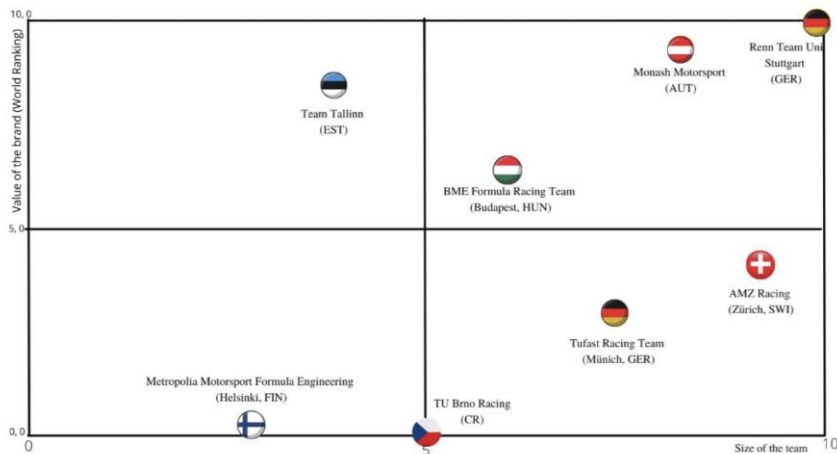 10, 0
Value of the brand (World Ranking)
Renn Team Uni
Stuttgart
(GER)
Monash Motorsport
(AUT)
Team Tallinn
(EST)
BME Formula Racing Team
(Budapest, HUN)
5, 0
AMZ Racing
(Zürich, SWI)
Tufast Racing Team
(Münich, GER)
Metropolia Motorsport Formula Engineering
(Helsinki, FIN)
TU Brno Racing
(CR)
0, 0
0
5
Size of the team
10